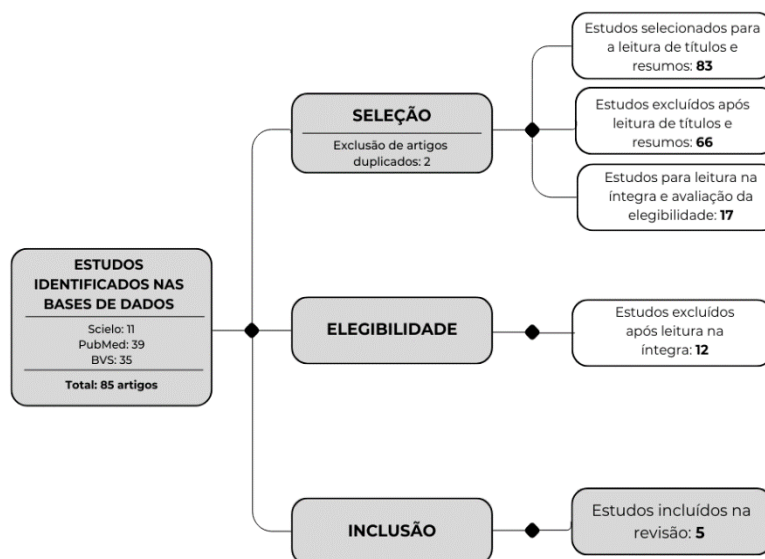 ESTUDOS
IDENTIFICADOS NAS
BASES DE DADOS
Scielo: 11
PubMed: 39
BVS: 35
Total: 85 artigos
SELEÇÃO
Exclusão de artigos
duplicados: 2
Estudos selecionados para
a leitura de títulos e
resumos: 83
Estudos excluídos após
leitura de títulos e
resumos: 66
Estudos para leitura na
íntegra e avaliação da
elegibilidade: 17
ELEGIBILIDADE
Estudos excluídos
após leitura na
íntegra: 12
INCLUSÃO
Estudos incluídos na
revisão: 5